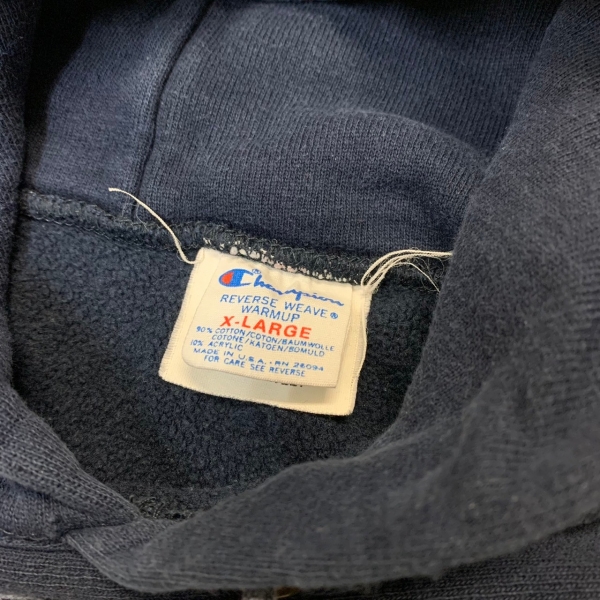 Champion®
REVERSE WEAVE®
WARMUP
X-LARGE
90% COTTON/COTON/BAUMWOLLE
COTONE/KATOEN/BOMULD
10% ACRYLIC
MADE IN U.S.A.-RN 26094
FOR CARE SEE REVERSE